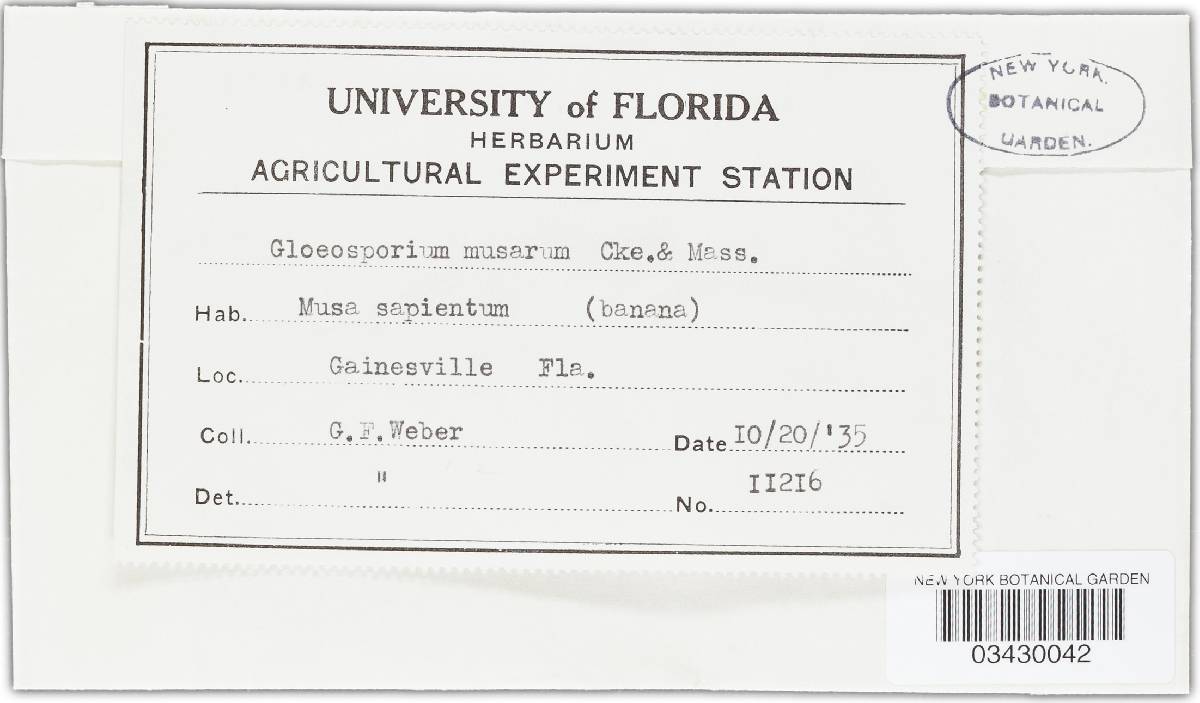 UNIVERSITY of FLORIDA
HERBARIUM
AGRICULTURAL EXPERIMENT STATION
Gloeosporium musarum Cke.& Mass.
Hab. Musa sapientum (banana)
Loc. Gainesville Fla.
Coll. G.F.Weber Date I0/20/'35
Det. " No. II2I6
NEW YORK.
BOTANICAL
GARDEN.
NEW YORK BOTANICAL GARDEN
03430042